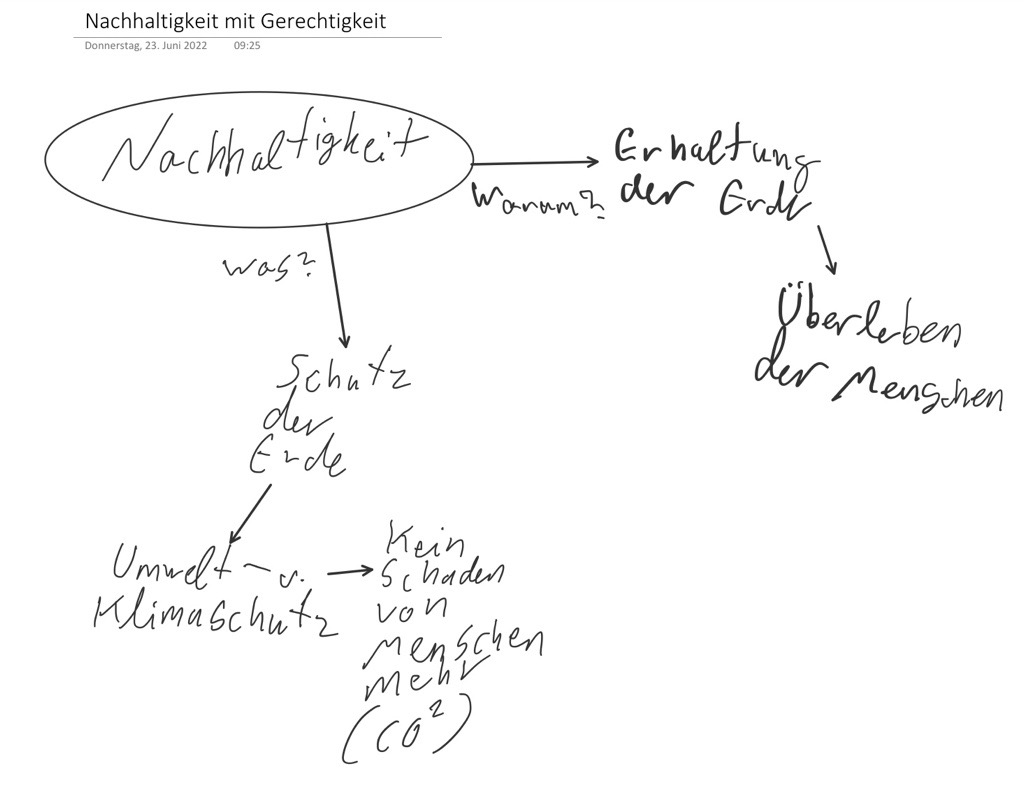 Nachhaltigkeit mit Gerechtigkeit
Donnerstag, 23. Juni 2022 09:25
Nachhaltigkeit
Warum?
Erhaltung
der Erde
Überleben
der Menschen
Was?
Schutz
der
Erde
Umwelt- u.
Klimaschutz
Kein
Schaden
von
Menschen
mehr
(CO²)